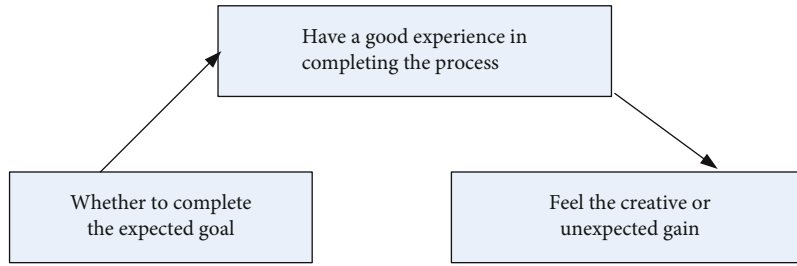 Have a good experience in
completing the process
Whether to complete
the expected goal
Feel the creative or
unexpected gain